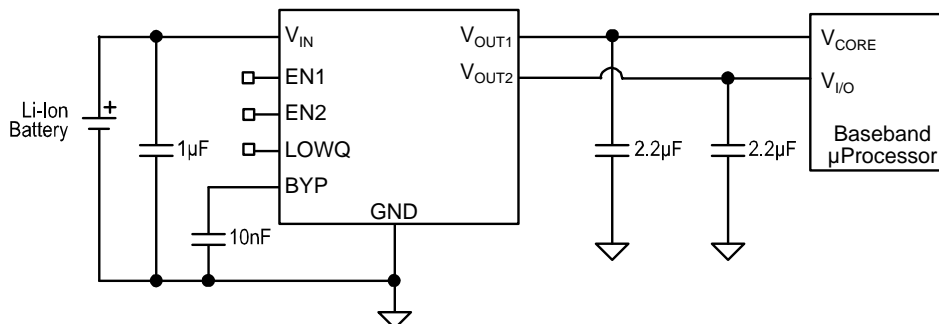 V_IN
EN1
EN2
LOWQ
BYP
GND
V_OUT1
V_OUT2
Li-Ion
Battery
+
1µF
10nF
2.2µF
2.2µF
V_CORE
V_I/O
Baseband
µProcessor